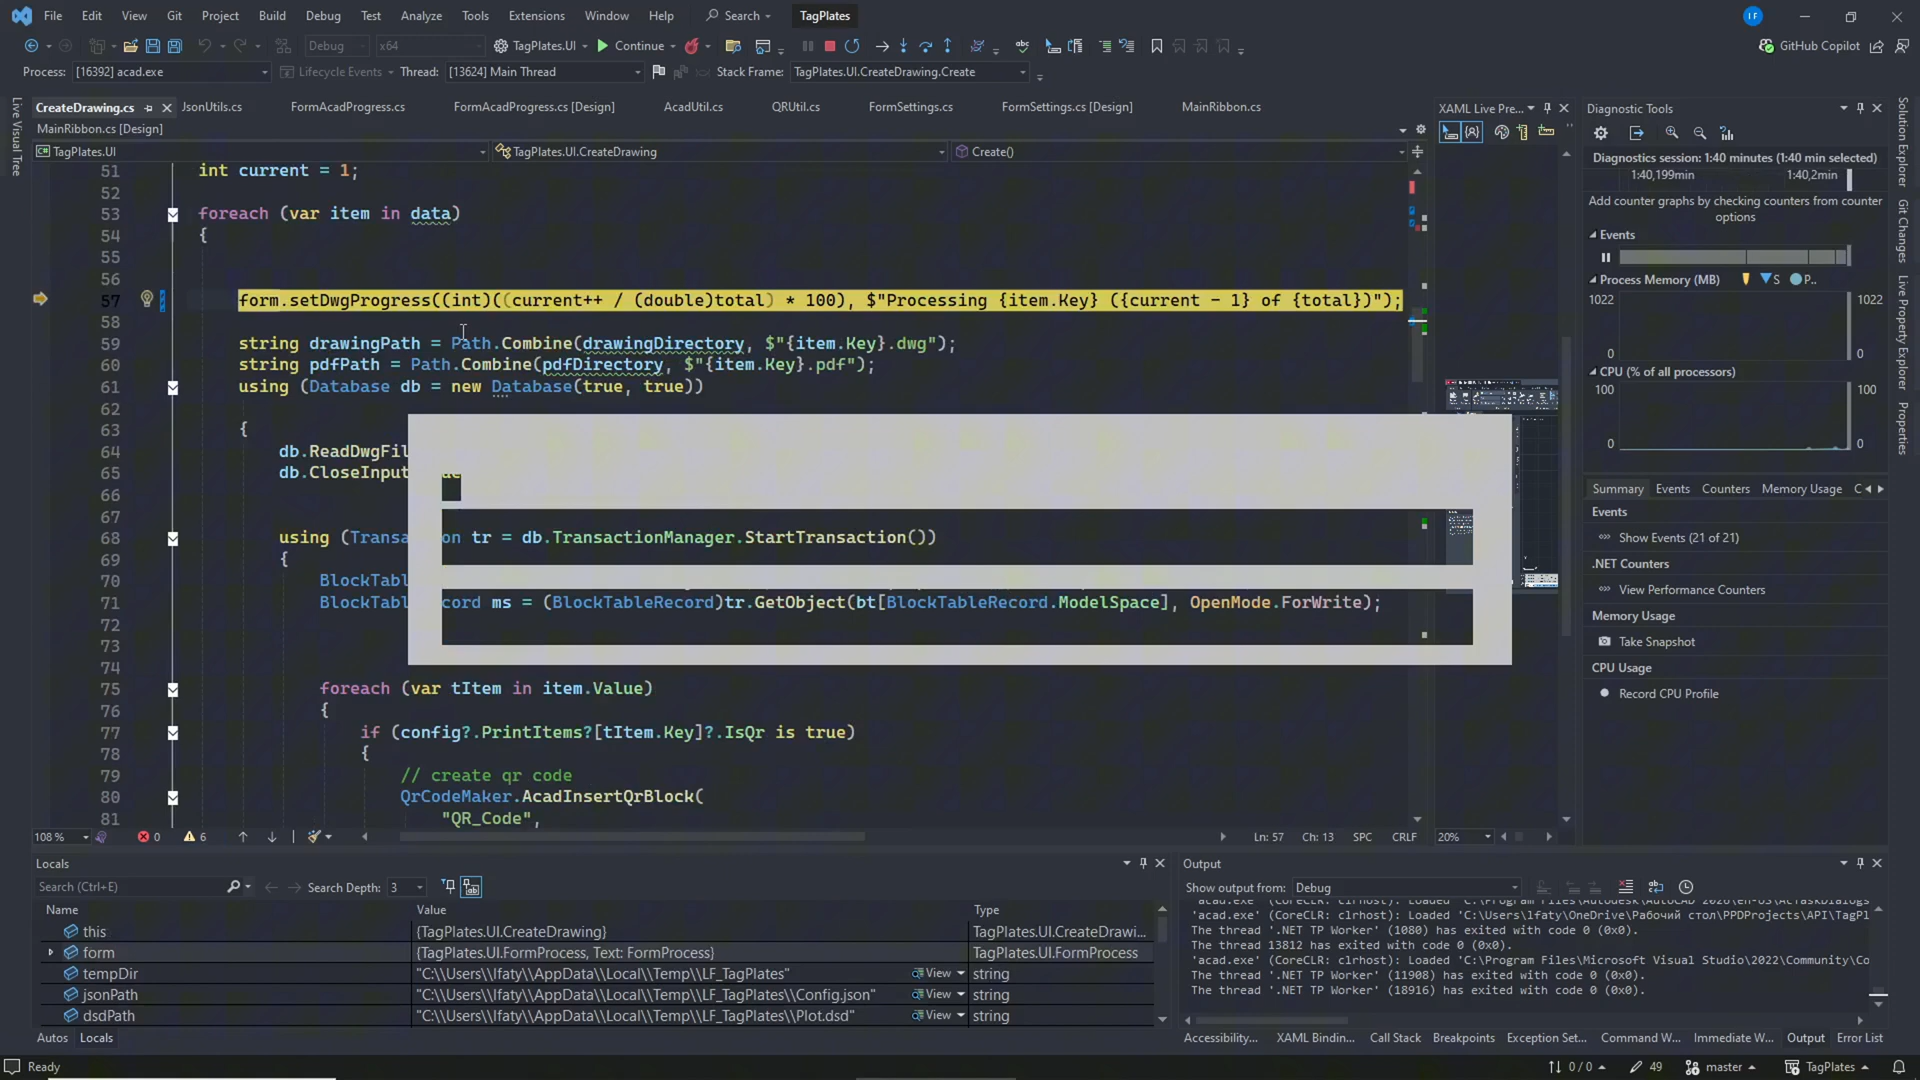 File Edit View Git Project Build Debug Test Analyze Tools Extensions Window Help Search TagPlates IF
Debug x64 TagPlates.UI Continue GitHub Copilot
Process: [16392] acad.exe Lifecycle Events Thread: [13624] Main Thread Stack Frame: TagPlates.UI.CreateDrawing.Create
CreateDrawing.cs JsonUtils.cs FormAcadProgress.cs FormAcadProgress.cs [Design] AcadUtil.cs QRUtil.cs FormSettings.cs FormSettings.cs [Design] MainRibbon.cs
MainRibbon.cs [Design]
TagPlates.UI TagPlates.UI.CreateDrawing Create()
51 int current = 1;
52
53 foreach (var item in data)
54 {
55
56
57 form.setDwgProgress((int)((current++ / (double)total) * 100), $"Processing {item.Key} ({current - 1} of {total})");
58
59 string drawingPath = Path.Combine(drawingDirectory, $"{item.Key}.dwg");
60 string pdfPath = Path.Combine(pdfDirectory, $"{item.Key}.pdf");
61 using (Database db = new Database(true, true))
62
63 {
64 db.ReadDwgFil
65 db.CloseInput
66
67
68 using (Transa on tr = db.TransactionManager.StartTransaction())
69 {
70 BlockTabl
71 BlockTabl cord ms = (BlockTableRecord)tr.GetObject(bt[BlockTableRecord.ModelSpace], OpenMode.ForWrite);
72
73
74
75 foreach (var tItem in item.Value)
76 {
77 if (config?.PrintItems?[tItem.Key]?.IsQr is true)
78 {
79 // create qr code
80 QrCodeMaker.AcadInsertQrBlock(
81 "QR_Code",
108 % 0 6 Ln: 57 Ch: 13 SPC CRLF
Live Visual Tree
XAML Live Pre...
20%
Diagnostic Tools
Diagnostics session: 1:40 minutes (1:40 min selected)
1:40,199min 1:40,2min
Add counter graphs by checking counters from counter
options
Events
Process Memory (MB) S P..
1022 1022
0 0
CPU (% of all processors)
100 100
0 0
Summary Events Counters Memory Usage C
Events
Show Events (21 of 21)
.NET Counters
View Performance Counters
Memory Usage
Take Snapshot
CPU Usage
Record CPU Profile
Solution Explorer
Git Changes
Live Property Explorer
Properties
Locals
Search (Ctrl+E) Search Depth: 3
Name Value Type
this {TagPlates.UI.CreateDrawing} TagPlates.UI.CreateDrawi...
form {TagPlates.UI.FormProcess, Text: FormProcess} TagPlates.UI.FormProcess
tempDir "C:\\Users\\Ifaty\\AppData\\Local\\Temp\\LF_TagPlates" View string
jsonPath "C:\\Users\\Ifaty\\AppData\\Local\\Temp\\LF_TagPlates\\Config.json" View string
dsdPath "C:\\Users\\Ifaty\\AppData\\Local\\Temp\\LF_TagPlates\\Plot.dsd" View string
Autos Locals
Output
Show output from: Debug
'acad.exe' (CoreCLR: clrhost): Loaded 'C:\Users\lfaty\OneDrive\Рабочий стол\PPDProjects\API\TagPl
The thread '.NET TP Worker' (1080) has exited with code 0 (0x0).
The thread 13812 has exited with code 0 (0x0).
'acad.exe' (CoreCLR: clrhost): Loaded 'C:\Program Files\Microsoft Visual Studio\2022\Community\Co
The thread '.NET TP Worker' (11908) has exited with code 0 (0x0).
The thread '.NET TP Worker' (18916) has exited with code 0 (0x0).
Accessibility... XAML Bindin... Call Stack Breakpoints Exception Set... Command W... Immediate W... Output Error List
Ready 0 / 0 49 master TagPlates